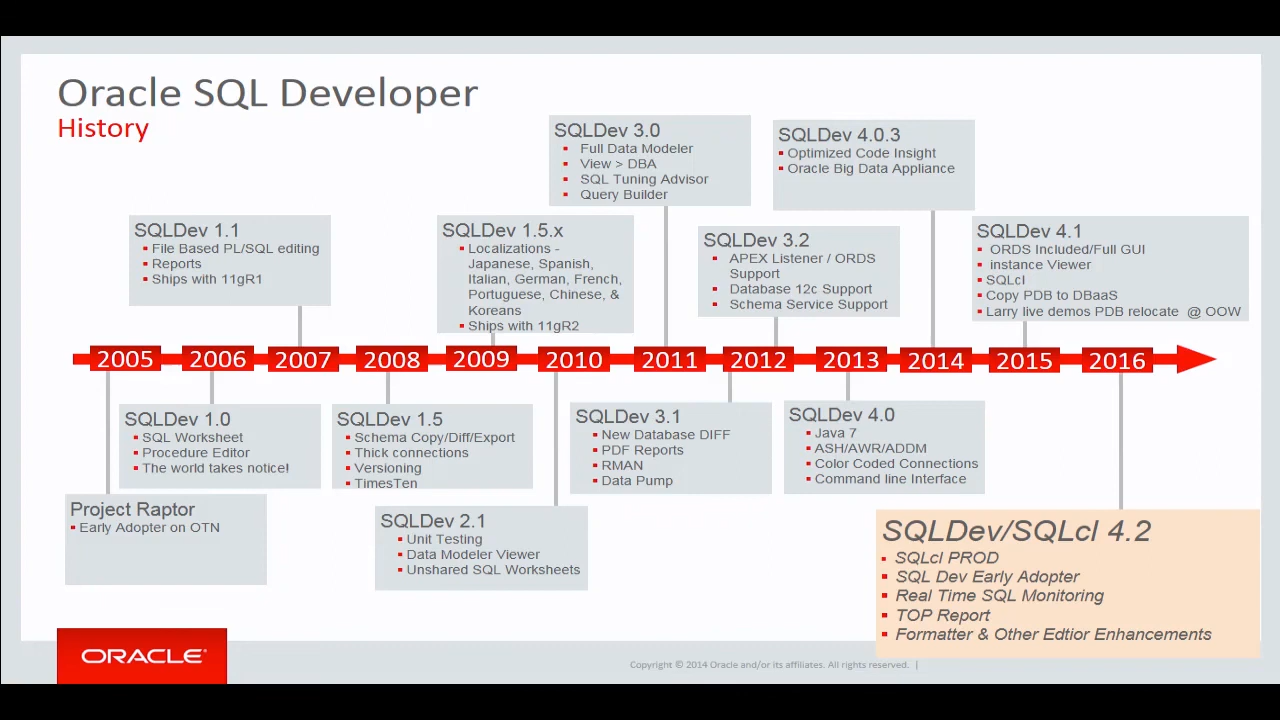 Oracle SQL Developer
History
SQLDev 3.0
Full Data Modeler
View > DBA
SQL Tuning Advisor
Query Builder
SQLDev 4.0.3
Optimized Code Insight
Oracle Big Data Appliance
SQLDev 1.1
File Based PL/SQL editing
Reports
Ships with 11gR1
SQLDev 1.5.x
Localizations -
Japanese, Spanish,
Italian, German, French,
Portuguese, Chinese, &
Koreans
Ships with 11gR2
SQLDev 3.2
APEX Listener / ORDS
Support
Database 12c Support
Schema Service Support
SQLDev 4.1
ORDS Included/Full GUI
instance Viewer
SQLcl
Copy PDB to DBaaS
Larry live demos PDB relocate @ OOW
2005 2006 2007 2008 2009 2010 2011 2012 2013 2014 2015 2016
SQLDev 1.0
SQL Worksheet
Procedure Editor
The world takes notice!
SQLDev 1.5
Schema Copy/Diff/Export
Thick connections
Versioning
TimesTen
SQLDev 3.1
New Database DIFF
PDF Reports
RMAN
Data Pump
SQLDev 4.0
Java 7
ASH/AWR/ADDM
Color Coded Connections
Command line Interface
Project Raptor
Early Adopter on OTN
SQLDev 2.1
Unit Testing
Data Modeler Viewer
Unshared SQL Worksheets
SQLDev/SQLcl 4.2
SQLcl PROD
SQL Dev Early Adopter
Real Time SQL Monitoring
TOP Report
Formatter & Other Edtior Enhancements
ORACLE®
Copyright © 2014 Oracle and/or its affiliates. All rights reserved. |